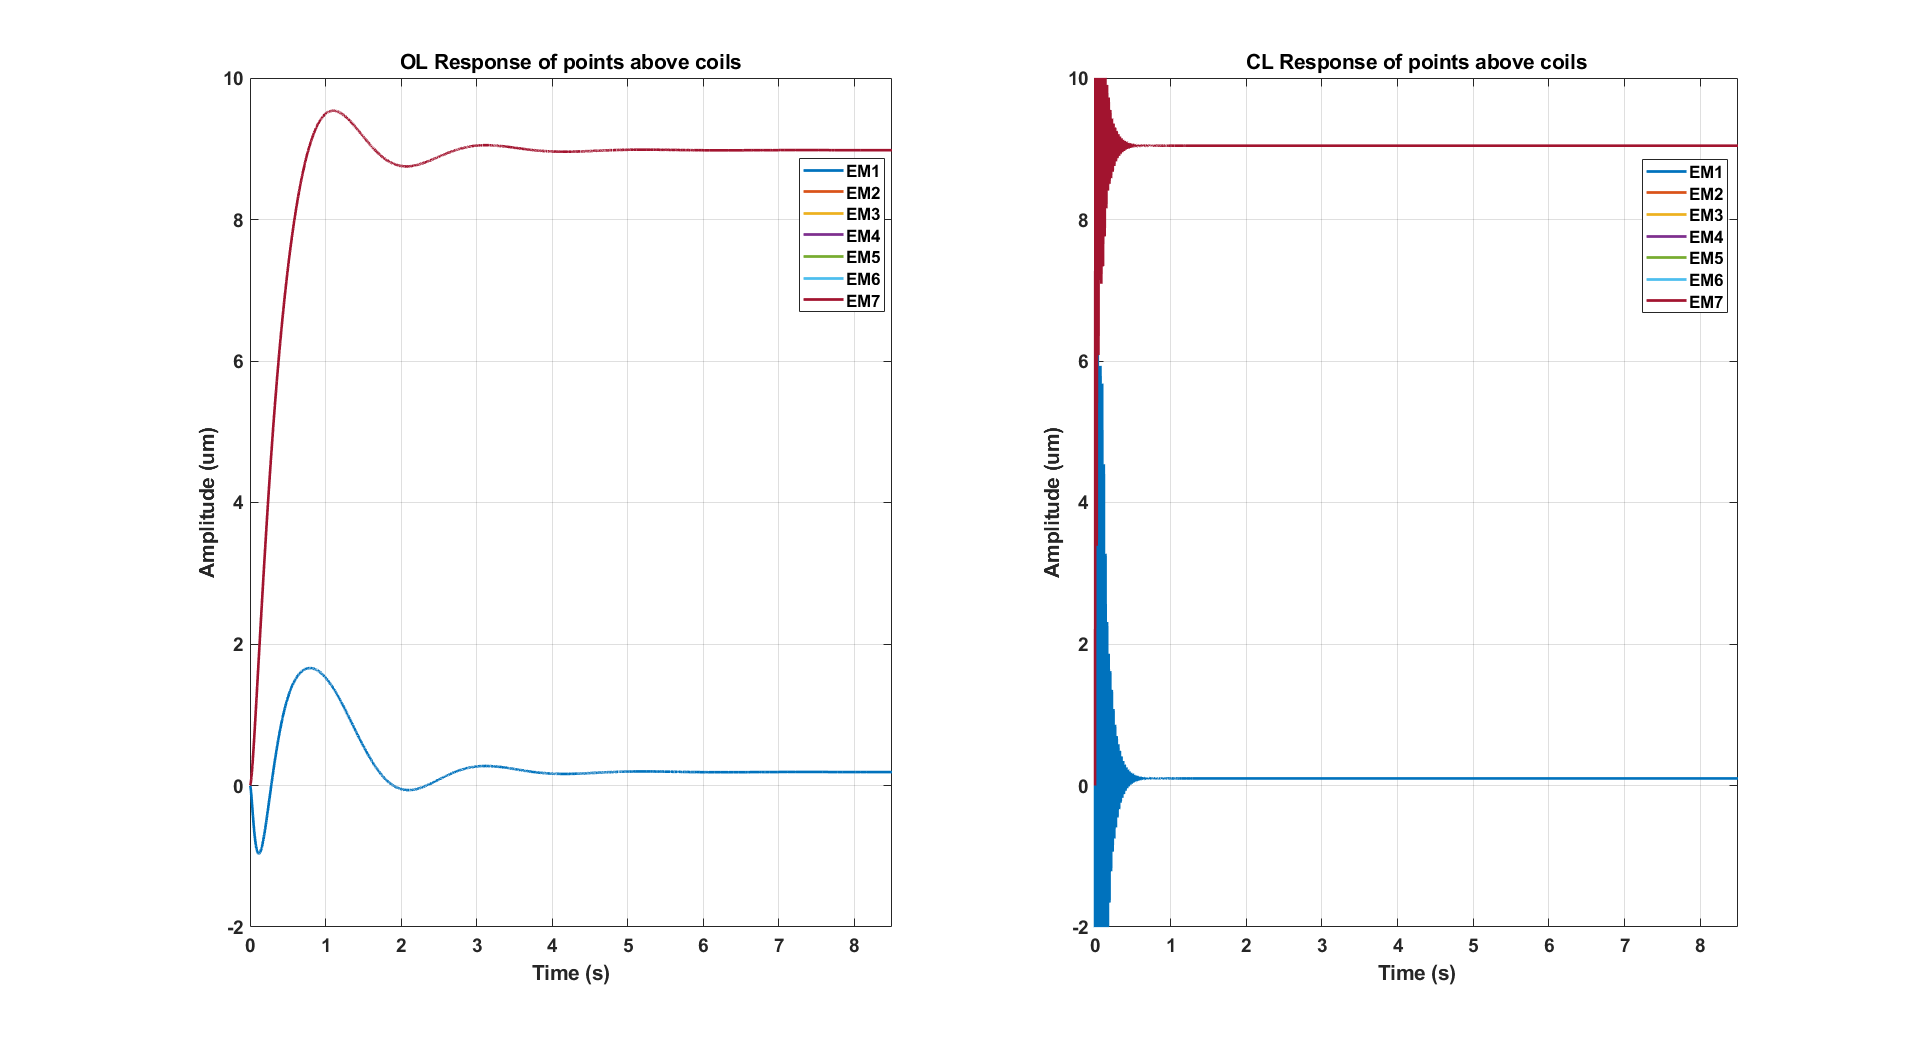 OL Response of points above coils
10
8
6
4
2
0
-2
Amplitude (um)
EM1
EM2
EM3
EM4
EM5
EM6
EM7
0 1 2 3 4 5 6 7 8
Time (s)
CL Response of points above coils
10
8
6
4
2
0
-2
Amplitude (um)
EM1
EM2
EM3
EM4
EM5
EM6
EM7
0 1 2 3 4 5 6 7 8
Time (s)